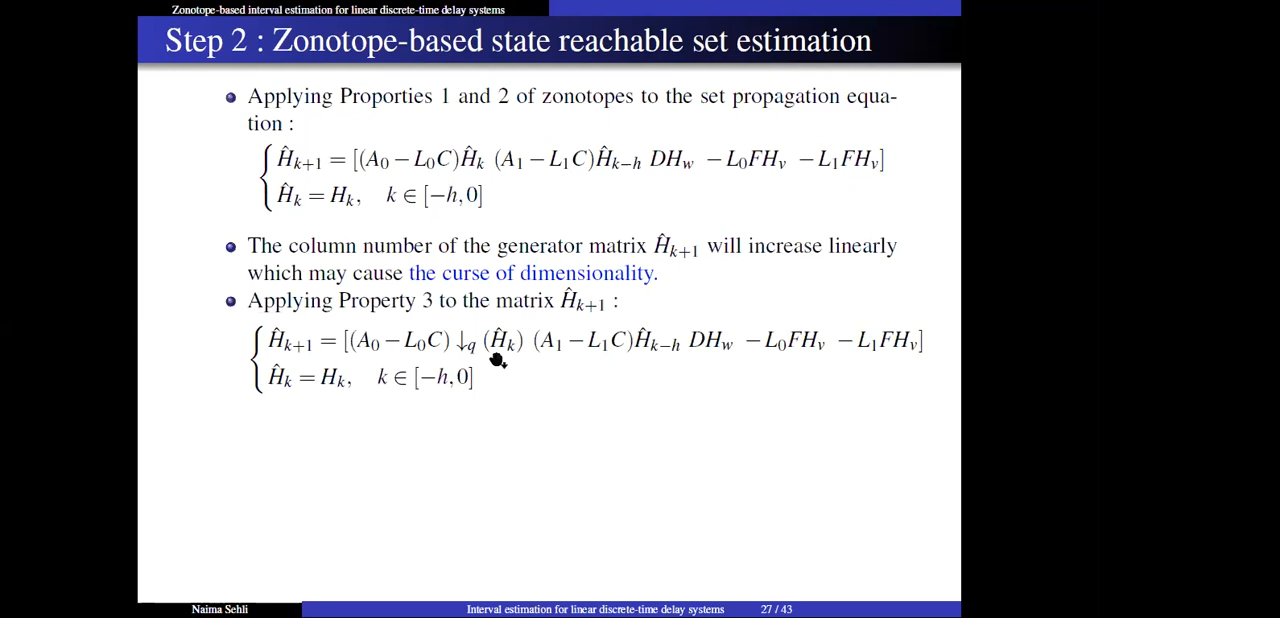 Zonotope-based interval estimation for linear discrete-time delay systems
Step 2 : Zonotope-based state reachable set estimation
Applying Proporties 1 and 2 of zonotopes to the set propagation equa-
tion :
Ĥ_{k+1} = [(A_0 − L_0C)Ĥ_k (A_1 − L_1C)Ĥ_{k−h} DH_w −L_0FH_v −L_1FH_v]
Ĥ_k = H_k, k ∈ [−h, 0]
The column number of the generator matrix Ĥ_{k+1} will increase linearly
which may cause the curse of dimensionality.
Applying Property 3 to the matrix Ĥ_{k+1} :
Ĥ_{k+1} = [(A_0 − L_0C) ↓_q (Ĥ_k) (A_1 − L_1C)Ĥ_{k−h} DH_w −L_0FH_v −L_1FH_v]
Ĥ_k = H_k, k ∈ [−h, 0]
Naima Sehli Interval estimation for linear discrete-time delay systems 27 / 43